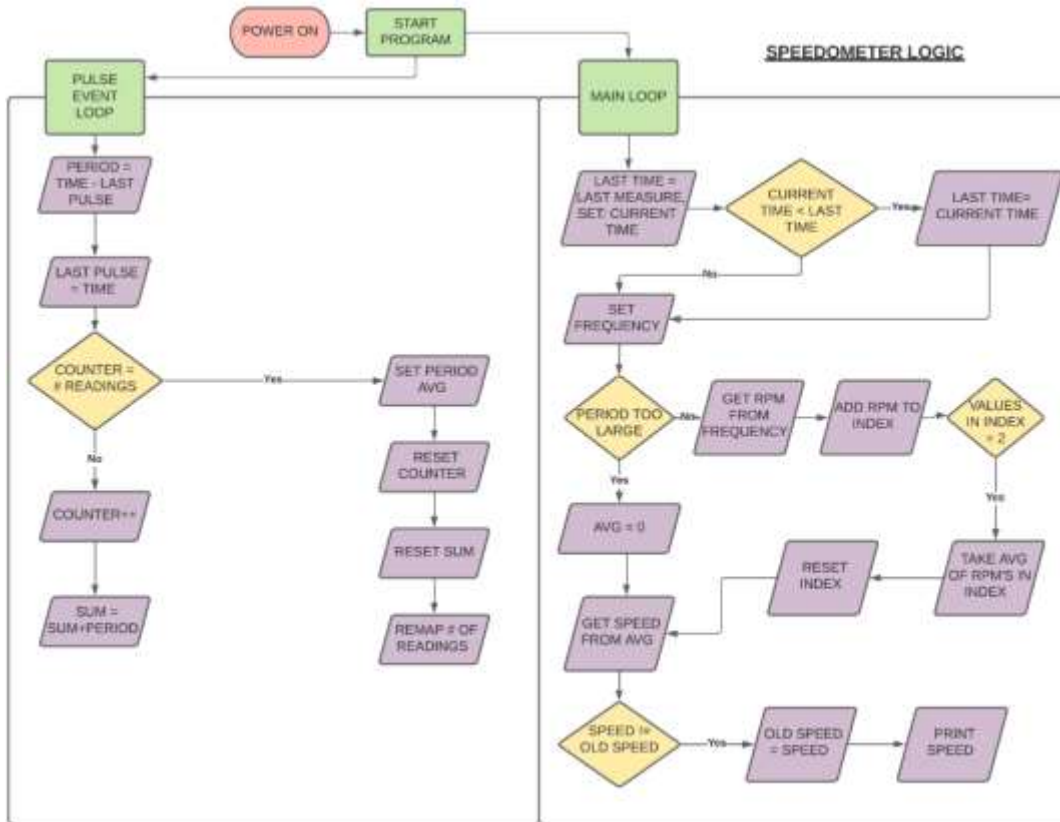 POWER ON
START
PROGRAM
SPEEDOMETER LOGIC
PULSE
EVENT
LOOP
PERIOD =
TIME - LAST
PULSE
LAST PULSE
= TIME
COUNTER =
# READINGS
Yes
SET PERIOD
AVG
RESET
COUNTER
RESET SUM
REMAP # OF
READINGS
No
COUNTER++
SUM =
SUM+PERIOD
MAIN LOOP
LAST TIME =
LAST MEASURE,
SET: CURRENT
TIME
CURRENT
TIME < LAST
TIME
Yes
LAST TIME=
CURRENT TIME
No
SET
FREQUENCY
PERIOD TOO
LARGE
No
GET RPM
FROM
FREQUENCY
ADD RPM TO
INDEX
VALUES
IN INDEX
= 2
Yes
Yes
AVG = 0
TAKE AVG
OF RPM'S IN
INDEX
RESET
INDEX
GET SPEED
FROM AVG
SPEED !=
OLD SPEED
Yes
OLD SPEED
= SPEED
PRINT
SPEED